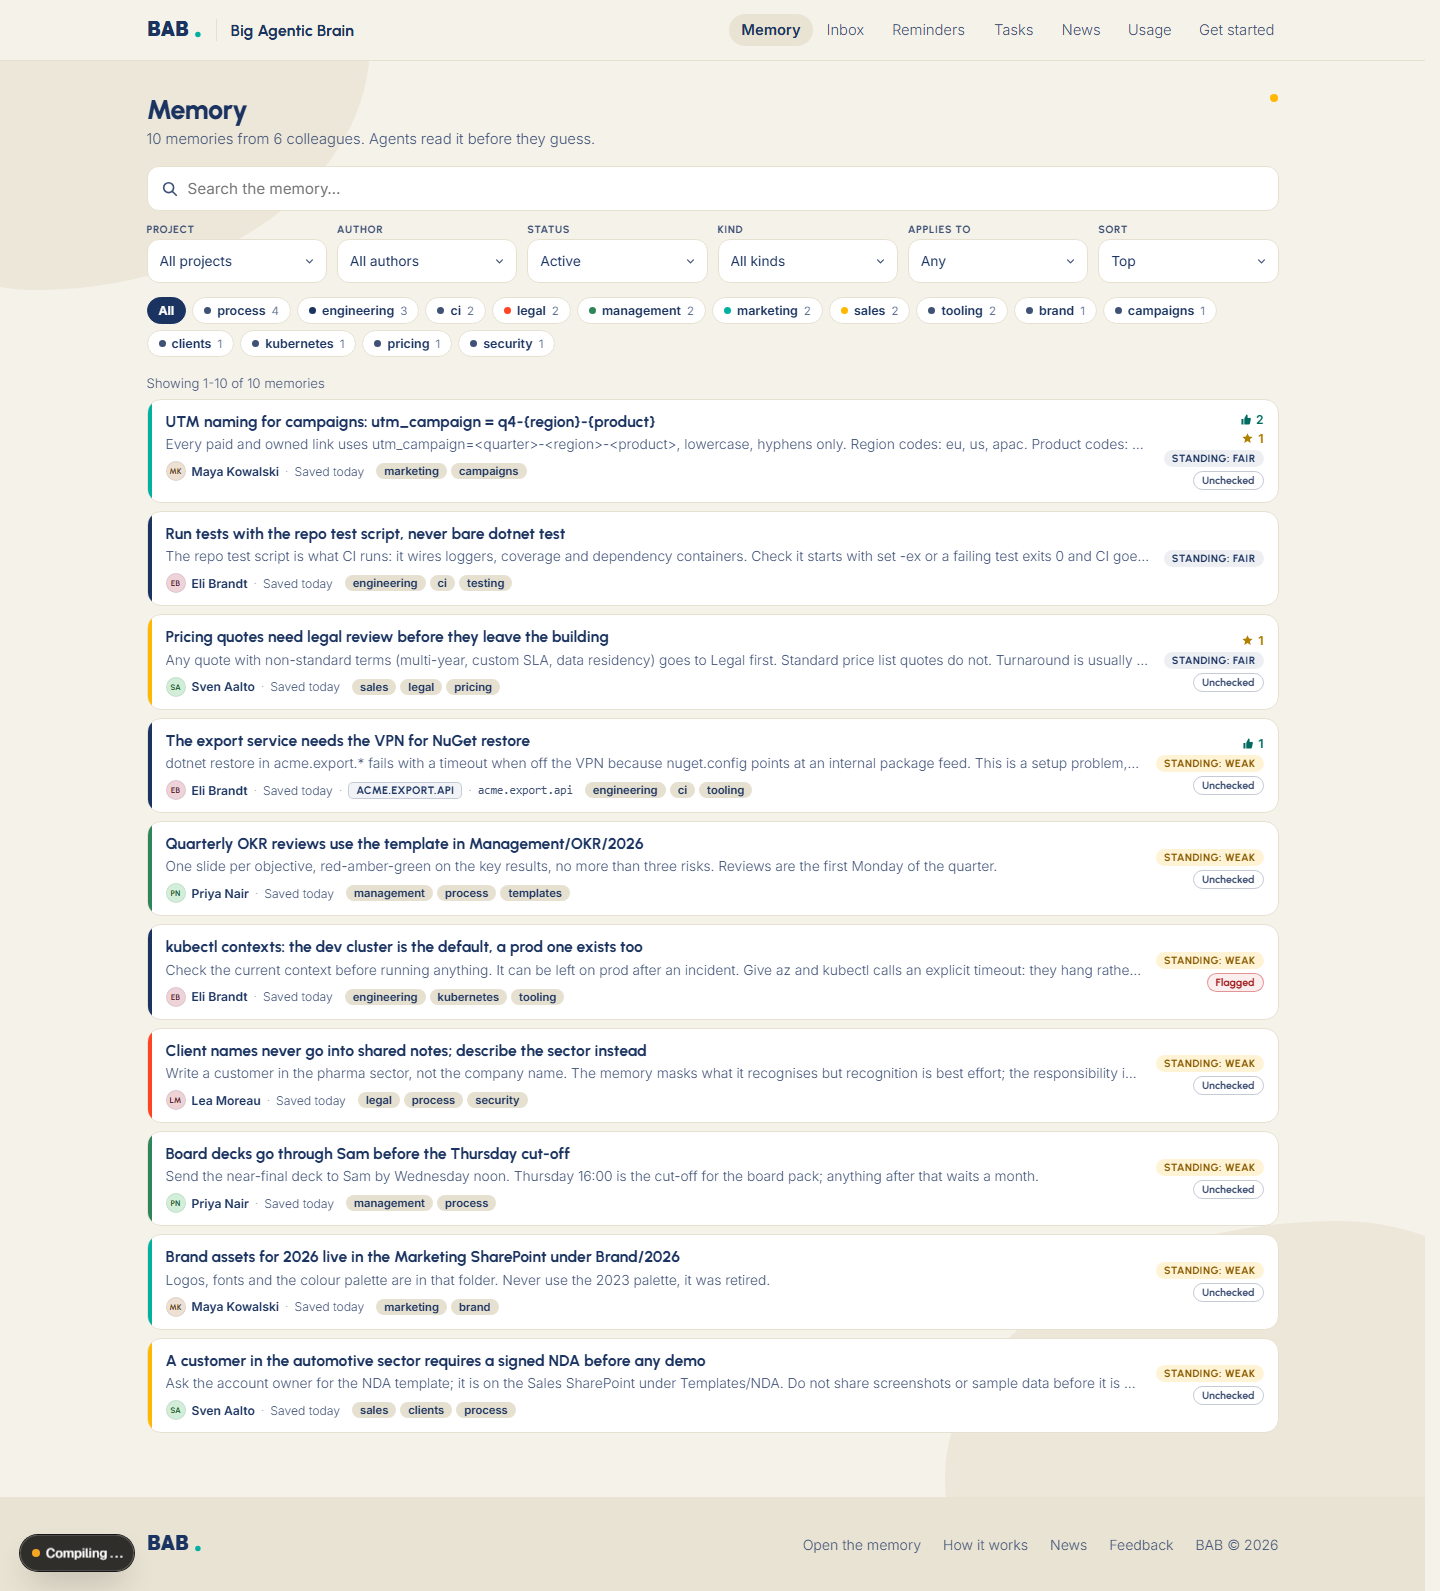 BAB.
Big Agentic Brain
Memory Inbox Reminders Tasks News Usage Get started
Memory
10 memories from 6 colleagues. Agents read it before they guess.
Search the memory...
PROJECT AUTHOR STATUS KIND APPLIES TO SORT
All projects All authors Active All kinds Any Top
All process 4 engineering 3 ci 2 legal 2 management 2 marketing 2 sales 2 tooling 2 brand 1 campaigns 1
clients 1 kubernetes 1 pricing 1 security 1
Showing 1-10 of 10 memories
UTM naming for campaigns: utm_campaign = q4-{region}-{product}
Every paid and owned link uses utm_campaign=<quarter>-<region>-<product>, lowercase, hyphens only. Region codes: eu, us, apac. Product codes: ...
MK Maya Kowalski · Saved today marketing campaigns
2
1
STANDING: FAIR
Unchecked
Run tests with the repo test script, never bare dotnet test
The repo test script is what CI runs: it wires loggers, coverage and dependency containers. Check it starts with set -ex or a failing test exits 0 and CI goe...
EB Eli Brandt · Saved today engineering ci testing
STANDING: FAIR
Pricing quotes need legal review before they leave the building
Any quote with non-standard terms (multi-year, custom SLA, data residency) goes to Legal first. Standard price list quotes do not. Turnaround is usually ...
SA Sven Aalto · Saved today sales legal pricing
1
STANDING: FAIR
Unchecked
The export service needs the VPN for NuGet restore
dotnet restore in acme.export.* fails with a timeout when off the VPN because nuget.config points at an internal package feed. This is a setup problem,...
EB Eli Brandt · Saved today · ACME.EXPORT.API · acme.export.api engineering ci tooling
1
STANDING: WEAK
Unchecked
Quarterly OKR reviews use the template in Management/OKR/2026
One slide per objective, red-amber-green on the key results, no more than three risks. Reviews are the first Monday of the quarter.
PN Priya Nair · Saved today management process templates
STANDING: WEAK
Unchecked
kubectl contexts: the dev cluster is the default, a prod one exists too
Check the current context before running anything. It can be left on prod after an incident. Give az and kubectl calls an explicit timeout: they hang rathe...
EB Eli Brandt · Saved today engineering kubernetes tooling
STANDING: WEAK
Flagged
Client names never go into shared notes; describe the sector instead
Write a customer in the pharma sector, not the company name. The memory masks what it recognises but recognition is best effort; the responsibility i...
LM Lea Moreau · Saved today legal process security
STANDING: WEAK
Unchecked
Board decks go through Sam before the Thursday cut-off
Send the near-final deck to Sam by Wednesday noon. Thursday 16:00 is the cut-off for the board pack; anything after that waits a month.
PN Priya Nair · Saved today management process
STANDING: WEAK
Unchecked
Brand assets for 2026 live in the Marketing SharePoint under Brand/2026
Logos, fonts and the colour palette are in that folder. Never use the 2023 palette, it was retired.
MK Maya Kowalski · Saved today marketing brand
STANDING: WEAK
Unchecked
A customer in the automotive sector requires a signed NDA before any demo
Ask the account owner for the NDA template; it is on the Sales SharePoint under Templates/NDA. Do not share screenshots or sample data before it is ...
SA Sven Aalto · Saved today sales clients process
STANDING: WEAK
Unchecked
Compiling ...
BAB.
Open the memory How it works News Feedback BAB © 2026